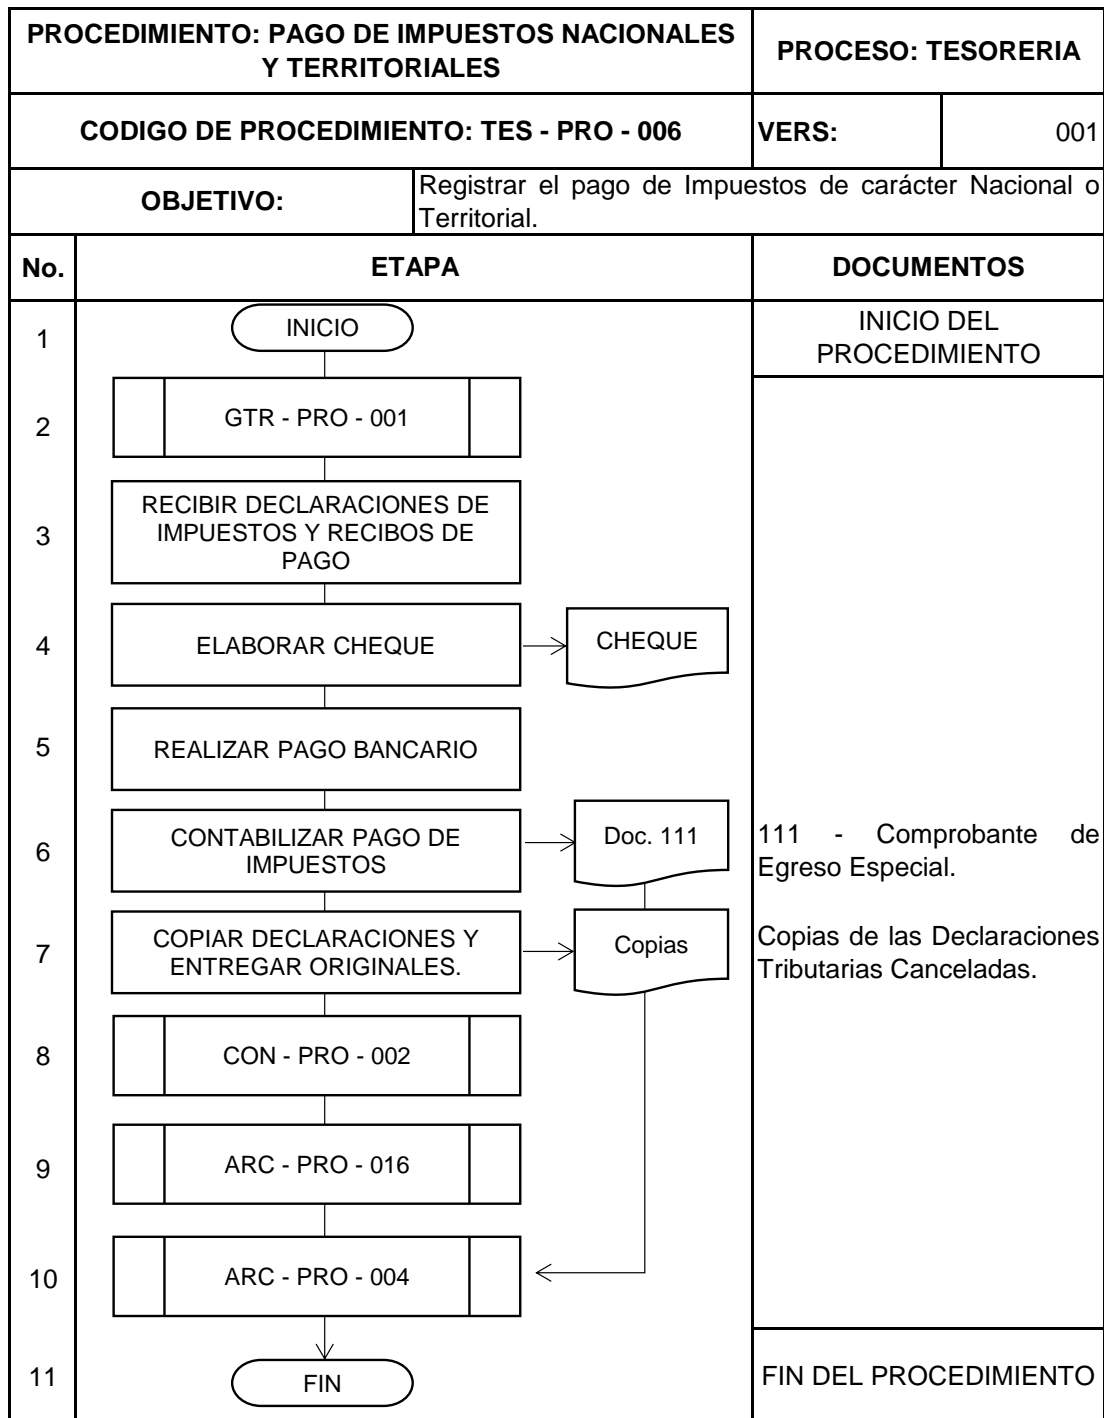 PROCEDIMIENTO: PAGO DE IMPUESTOS NACIONALES
Y TERRITORIALES
PROCESO: TESORERIA
CODIGO DE PROCEDIMIENTO: TES - PRO - 006
VERS:
001
OBJETIVO:
Registrar el pago de Impuestos de carácter Nacional o
Territorial.
No.
ETAPA
DOCUMENTOS
1
INICIO
INICIO DEL
PROCEDIMIENTO
2
GTR - PRO - 001
3
RECIBIR DECLARACIONES DE
IMPUESTOS Y RECIBOS DE
PAGO
4
ELABORAR CHEQUE
CHEQUE
5
REALIZAR PAGO BANCARIO
6
CONTABILIZAR PAGO DE
IMPUESTOS
Doc. 111
111 - Comprobante de
Egreso Especial.
7
COPIAR DECLARACIONES Y
ENTREGAR ORIGINALES.
Copias
Copias de las Declaraciones
Tributarias Canceladas.
8
CON - PRO - 002
9
ARC - PRO - 016
10
ARC - PRO - 004
11
FIN
FIN DEL PROCEDIMIENTO